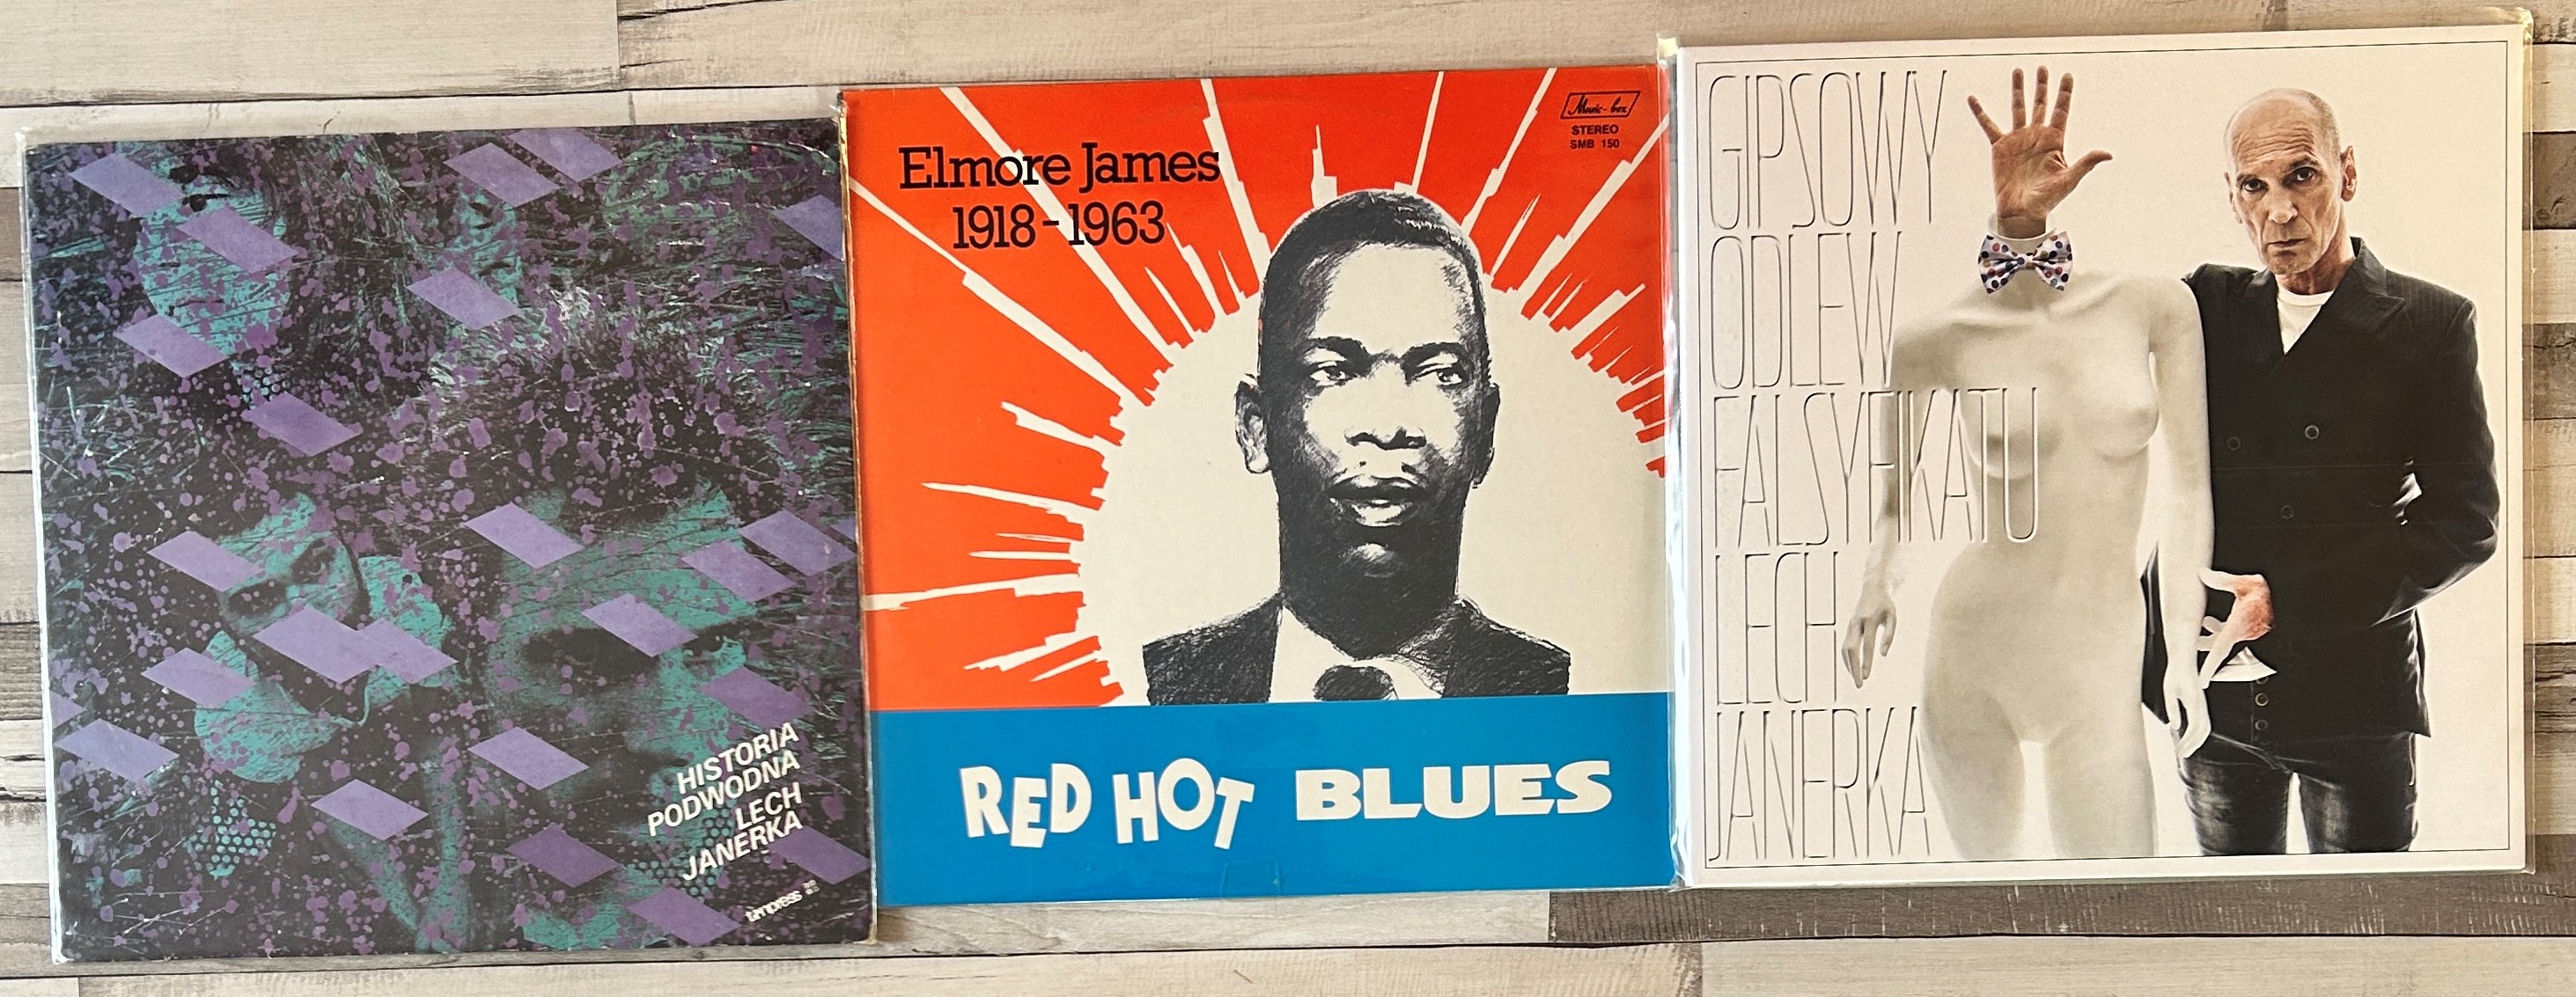 HISTORIA
PODWODNA
LECH
JANERKA
tonpress
Elmore James
1918-1963
Music-box
STEREO
SMB 150
RED HOT BLUES
GIPSOWY
ODLEW
FALSYFIKATU
LECH
JANERKA